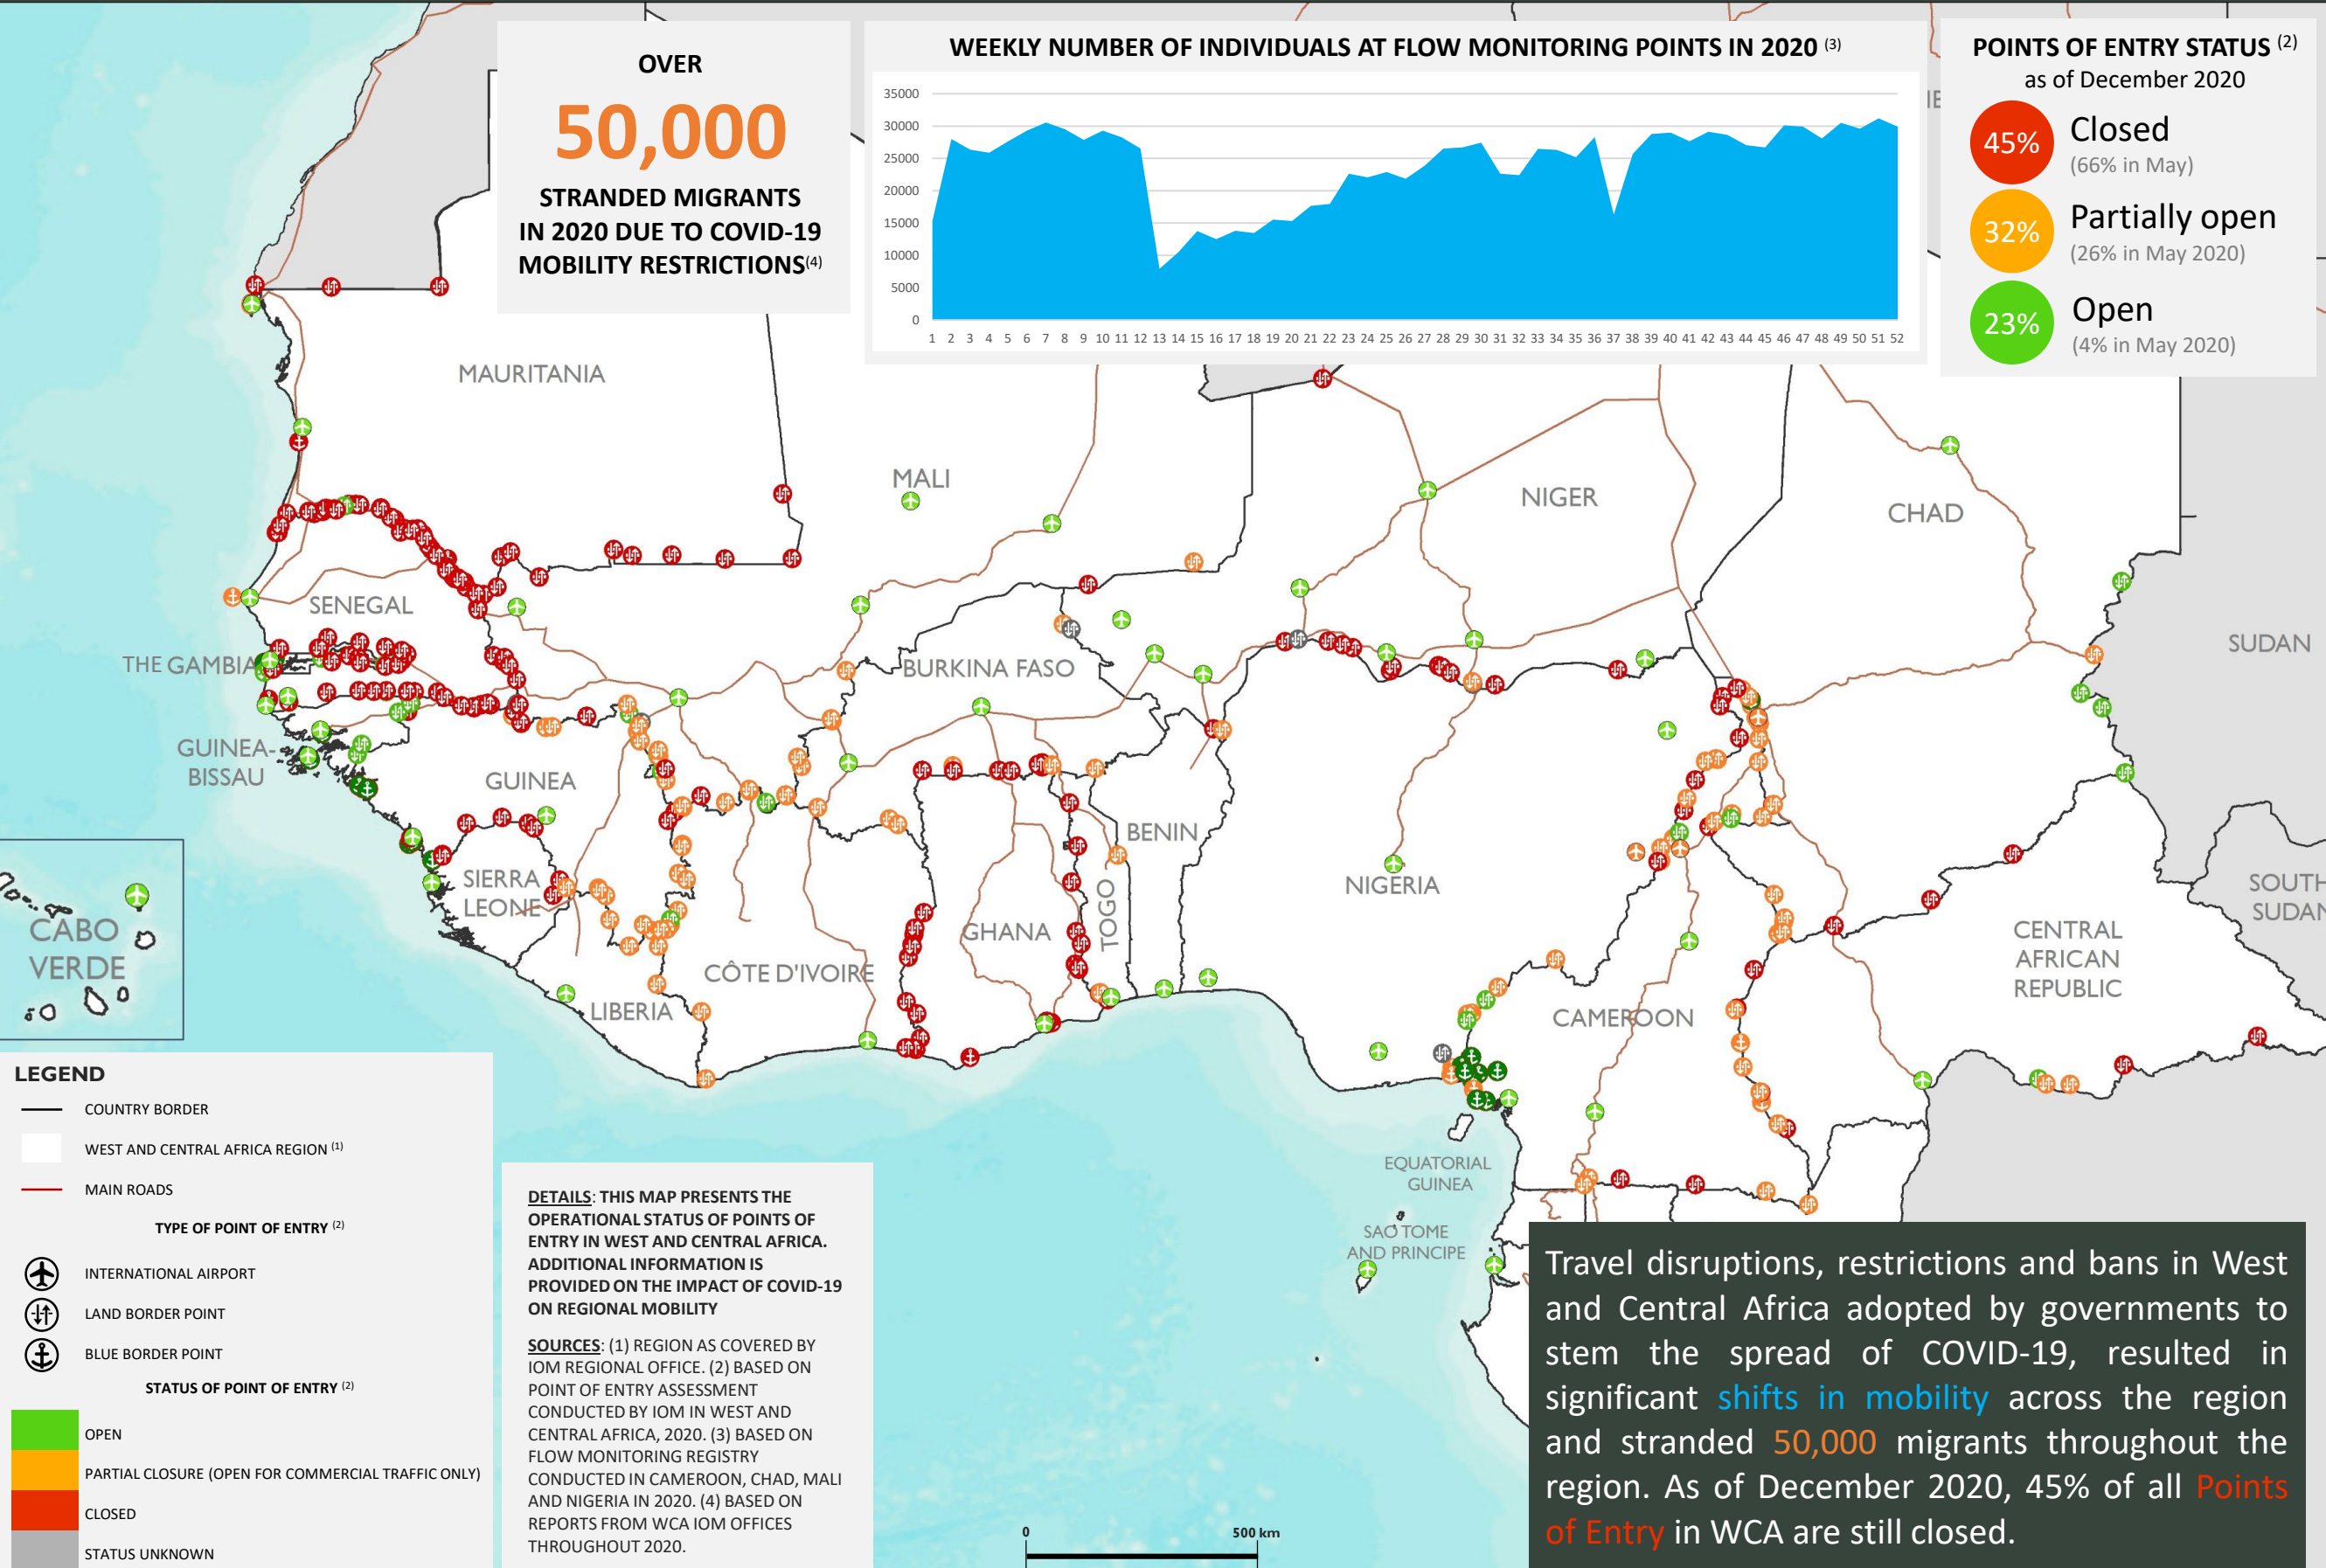 OVER
50,000
STRANDED MIGRANTS
IN 2020 DUE TO COVID-19
MOBILITY RESTRICTIONS(4)
WEEKLY NUMBER OF INDIVIDUALS AT FLOW MONITORING POINTS IN 2020 (3)
35000
30000
25000
20000
15000
10000
5000
0
1 2 3 4 5 6 7 8 9 10 11 12 13 14 15 16 17 18 19 20 21 22 23 24 25 26 27 28 29 30 31 32 33 34 35 36 37 38 39 40 41 42 43 44 45 46 47 48 49 50 51 52
POINTS OF ENTRY STATUS (2)
as of December 2020
45% Closed
(66% in May)
32% Partially open
(26% in May 2020)
23% Open
(4% in May 2020)
MAURITANIA
MALI
NIGER
CHAD
SENEGAL
THE GAMBIA
BURKINA FASO
SUDAN
GUINEA-
BISSAU
GUINEA
BENIN
SIERRA
LEONE
NIGERIA
SOUTH
SUDAN
CABO
VERDE
GHANA
TOGO
CENTRAL
AFRICAN
REPUBLIC
CÔTE D'IVOIRE
LIBERIA
CAMEROON
EQUATORIAL
GUINEA
SAO TOME
AND PRINCIPE
LEGEND
COUNTRY BORDER
WEST AND CENTRAL AFRICA REGION (1)
MAIN ROADS
TYPE OF POINT OF ENTRY (2)
INTERNATIONAL AIRPORT
LAND BORDER POINT
BLUE BORDER POINT
STATUS OF POINT OF ENTRY (2)
OPEN
PARTIAL CLOSURE (OPEN FOR COMMERCIAL TRAFFIC ONLY)
CLOSED
STATUS UNKNOWN
DETAILS: THIS MAP PRESENTS THE
OPERATIONAL STATUS OF POINTS OF
ENTRY IN WEST AND CENTRAL AFRICA.
ADDITIONAL INFORMATION IS
PROVIDED ON THE IMPACT OF COVID-19
ON REGIONAL MOBILITY
SOURCES: (1) REGION AS COVERED BY
IOM REGIONAL OFFICE. (2) BASED ON
POINT OF ENTRY ASSESSMENT
CONDUCTED BY IOM IN WEST AND
CENTRAL AFRICA, 2020. (3) BASED ON
FLOW MONITORING REGISTRY
CONDUCTED IN CAMEROON, CHAD, MALI
AND NIGERIA IN 2020. (4) BASED ON
REPORTS FROM WCA IOM OFFICES
THROUGHOUT 2020.
0 500 km
Travel disruptions, restrictions and bans in West
and Central Africa adopted by governments to
stem the spread of COVID-19, resulted in
significant shifts in mobility across the region
and stranded 50,000 migrants throughout the
region. As of December 2020, 45% of all Points
of Entry in WCA are still closed.